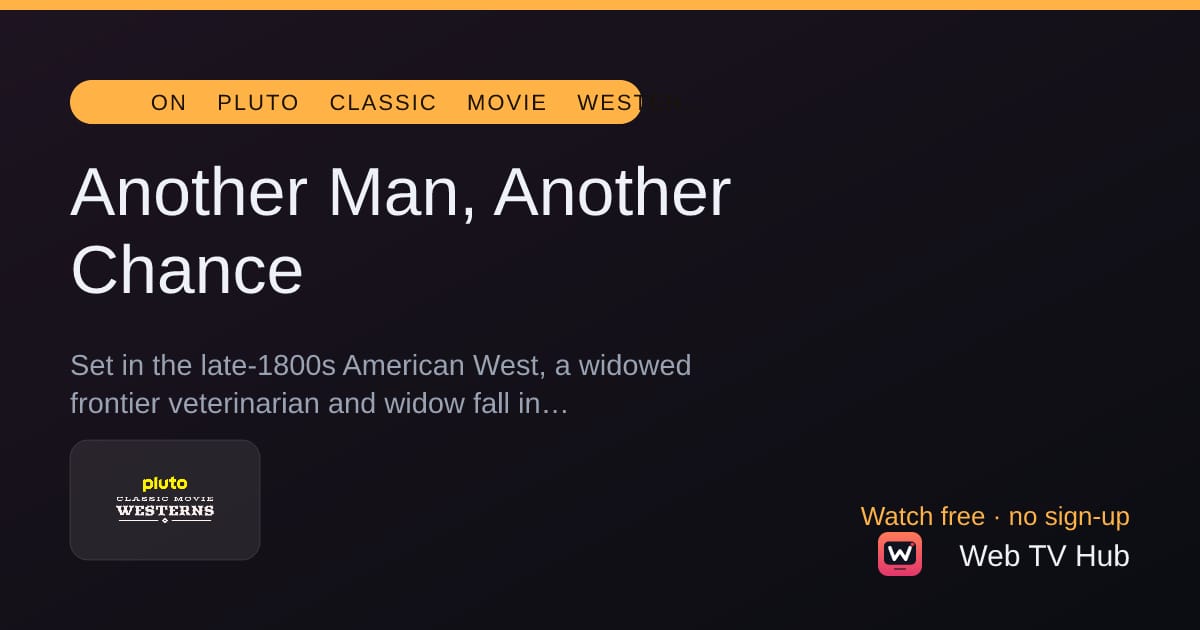 ON PLUTO CLASSIC MOVIE WEST
Another Man, Another
Chance
Set in the late-1800s American West, a widowed
frontier veterinarian and widow fall in…
pluto
CLASSIC MOVIE
WESTERNS
Watch free · no sign-up
W
Web TV Hub